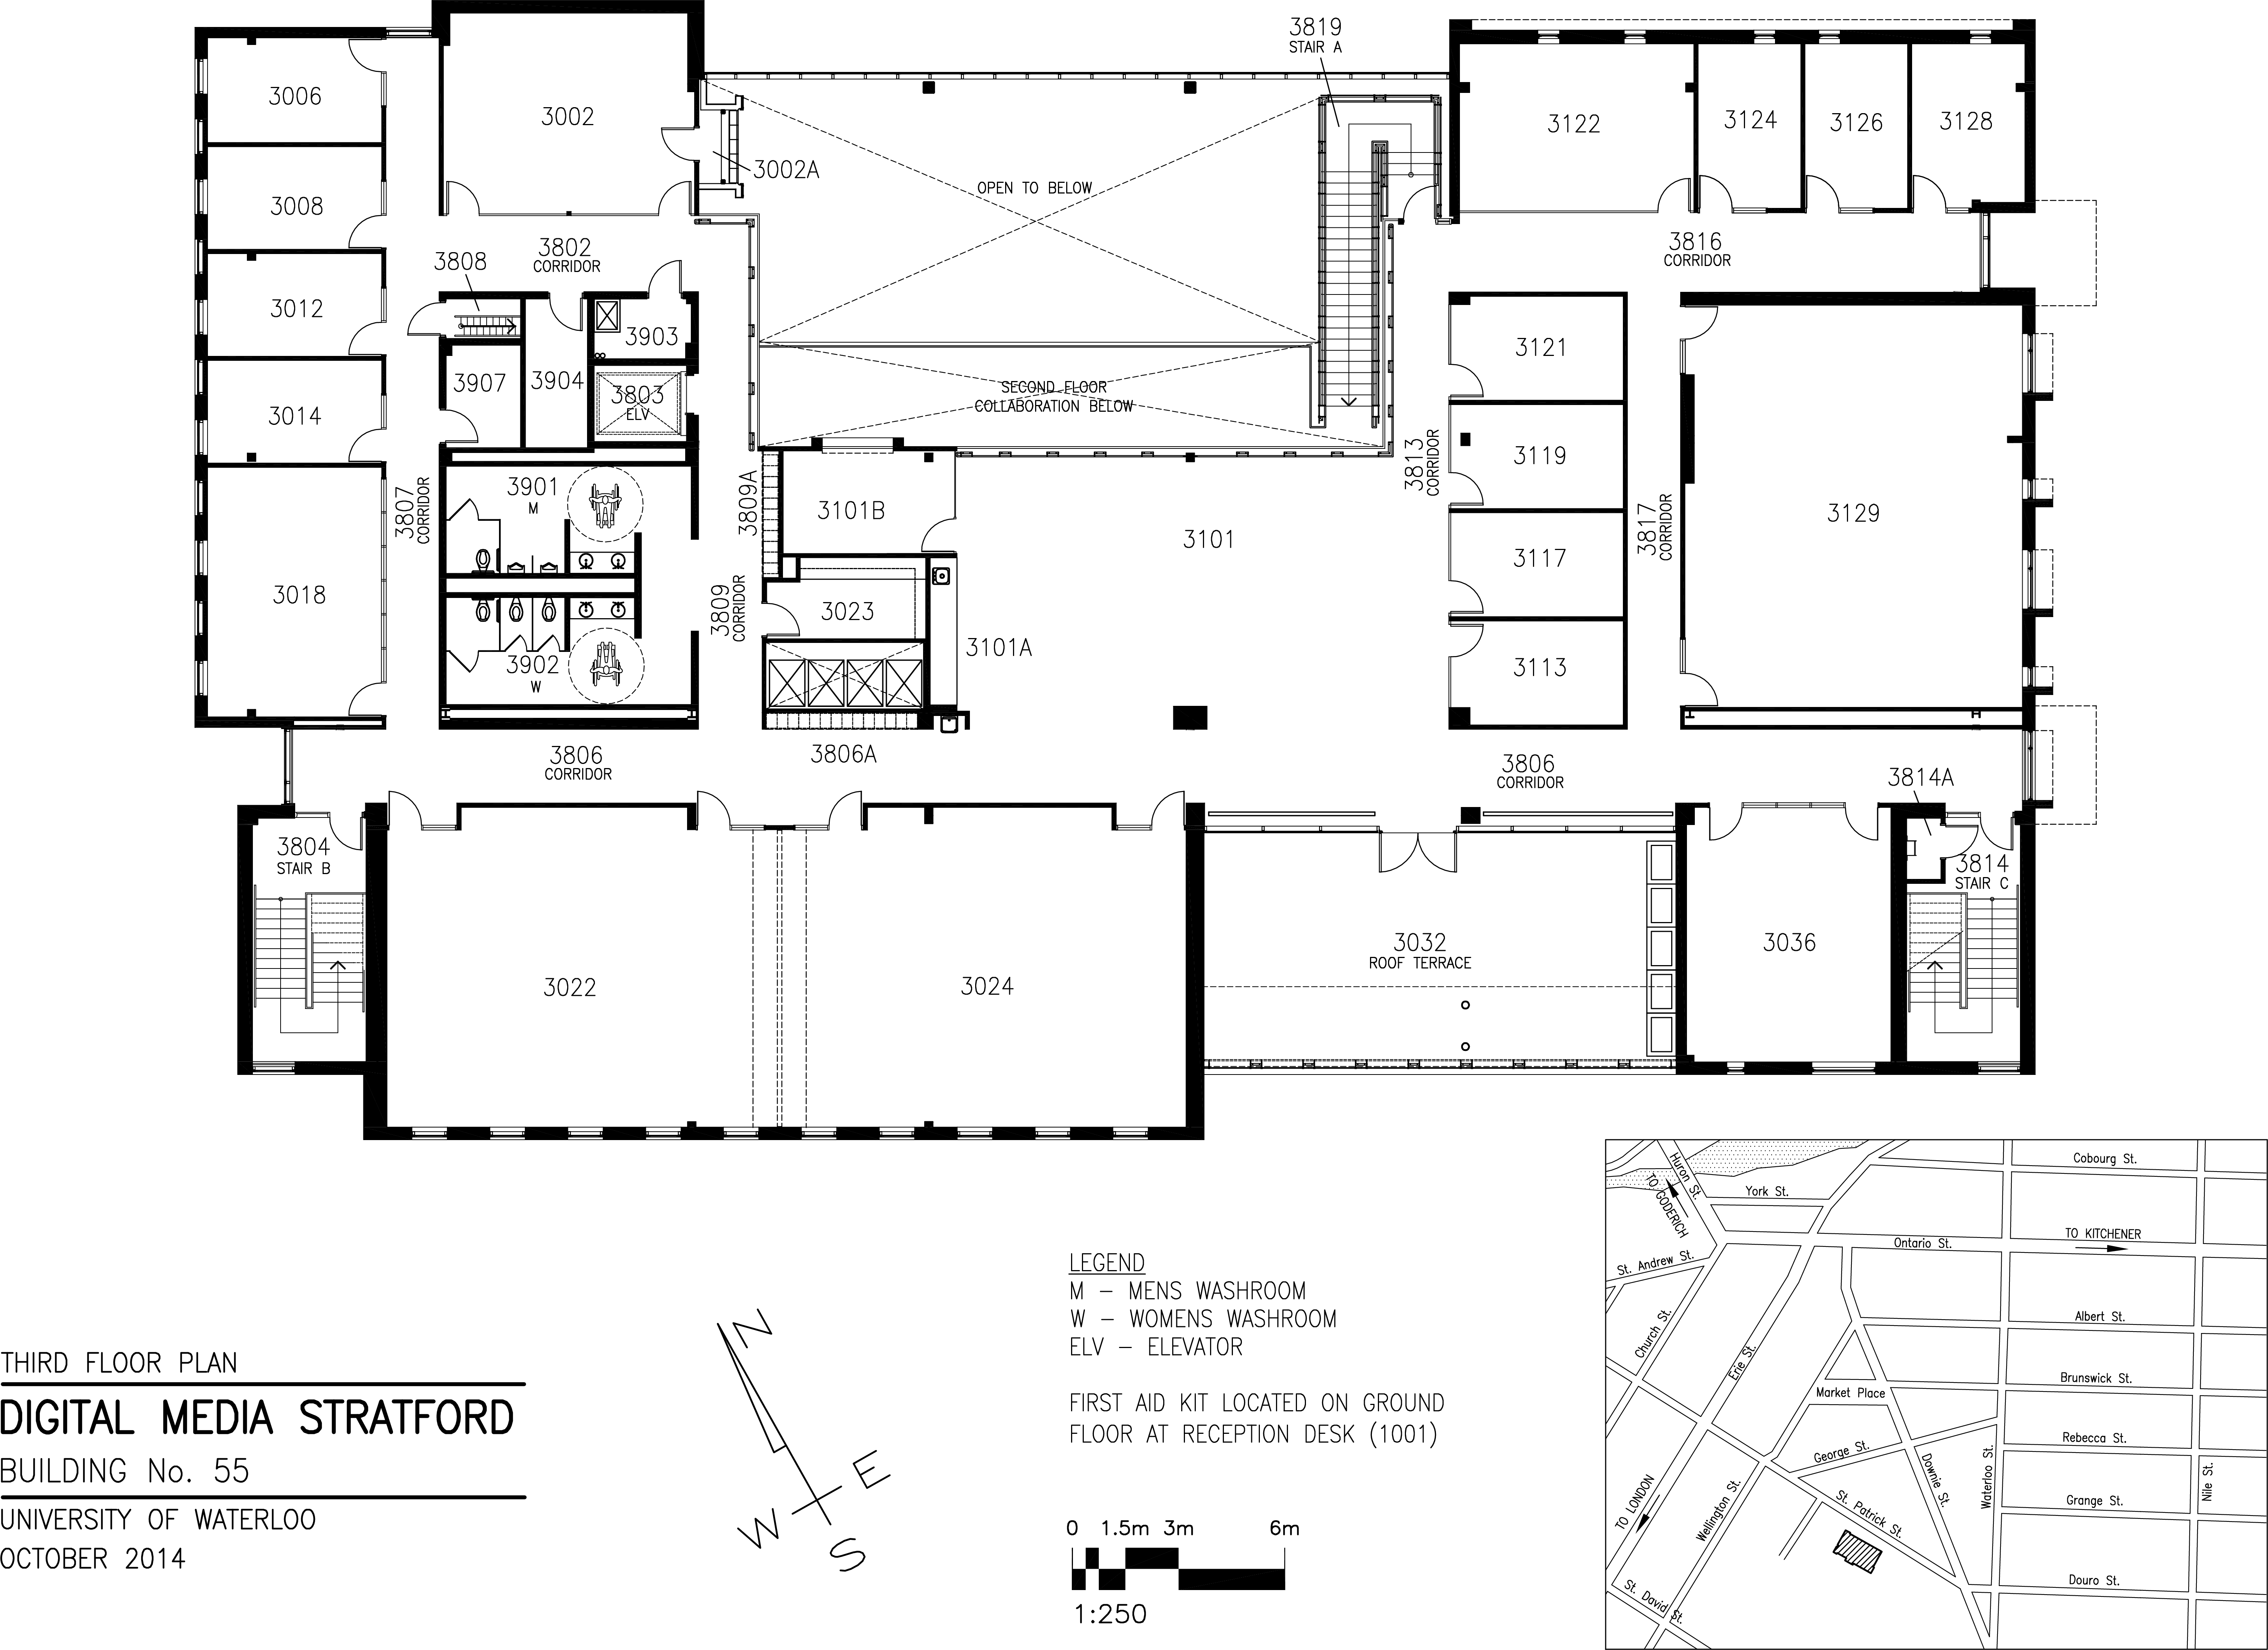 3819
STAIR A
3006
3002
3122
3124
3126
3128
3002A
OPEN TO BELOW
3008
3802
CORRIDOR
3816
CORRIDOR
3808
3012
3903
3121
3907
3904
3803
ELV
SECOND FLOOR
COLLABORATION BELOW
3014
3813
CORRIDOR
3119
3901
M
3807
CORRIDOR
3809A
3101B
3101
3817
CORRIDOR
3129
3117
3018
3809
CORRIDOR
3023
3101A
3902
W
3113
3806
CORRIDOR
3806A
3806
CORRIDOR
3814A
3804
STAIR B
3814
STAIR C
3022
3024
3032
ROOF TERRACE
3036
THIRD FLOOR PLAN
DIGITAL MEDIA STRATFORD
BUILDING No. 55
UNIVERSITY OF WATERLOO
OCTOBER 2014
N
E
W
S
LEGEND
M – MENS WASHROOM
W – WOMENS WASHROOM
ELV – ELEVATOR
FIRST AID KIT LOCATED ON GROUND
FLOOR AT RECEPTION DESK (1001)
0 1.5m 3m 6m
1:250
Huron St.
TO GODERICH
York St.
Cobourg St.
TO KITCHENER
Ontario St.
St. Andrew St.
Church St.
Erie St.
Albert St.
Market Place
Brunswick St.
George St.
Downie St.
Waterloo St.
Rebecca St.
Nile St.
TO LONDON
Wellington St.
St. Patrick St.
Grange St.
St. David St.
Douro St.